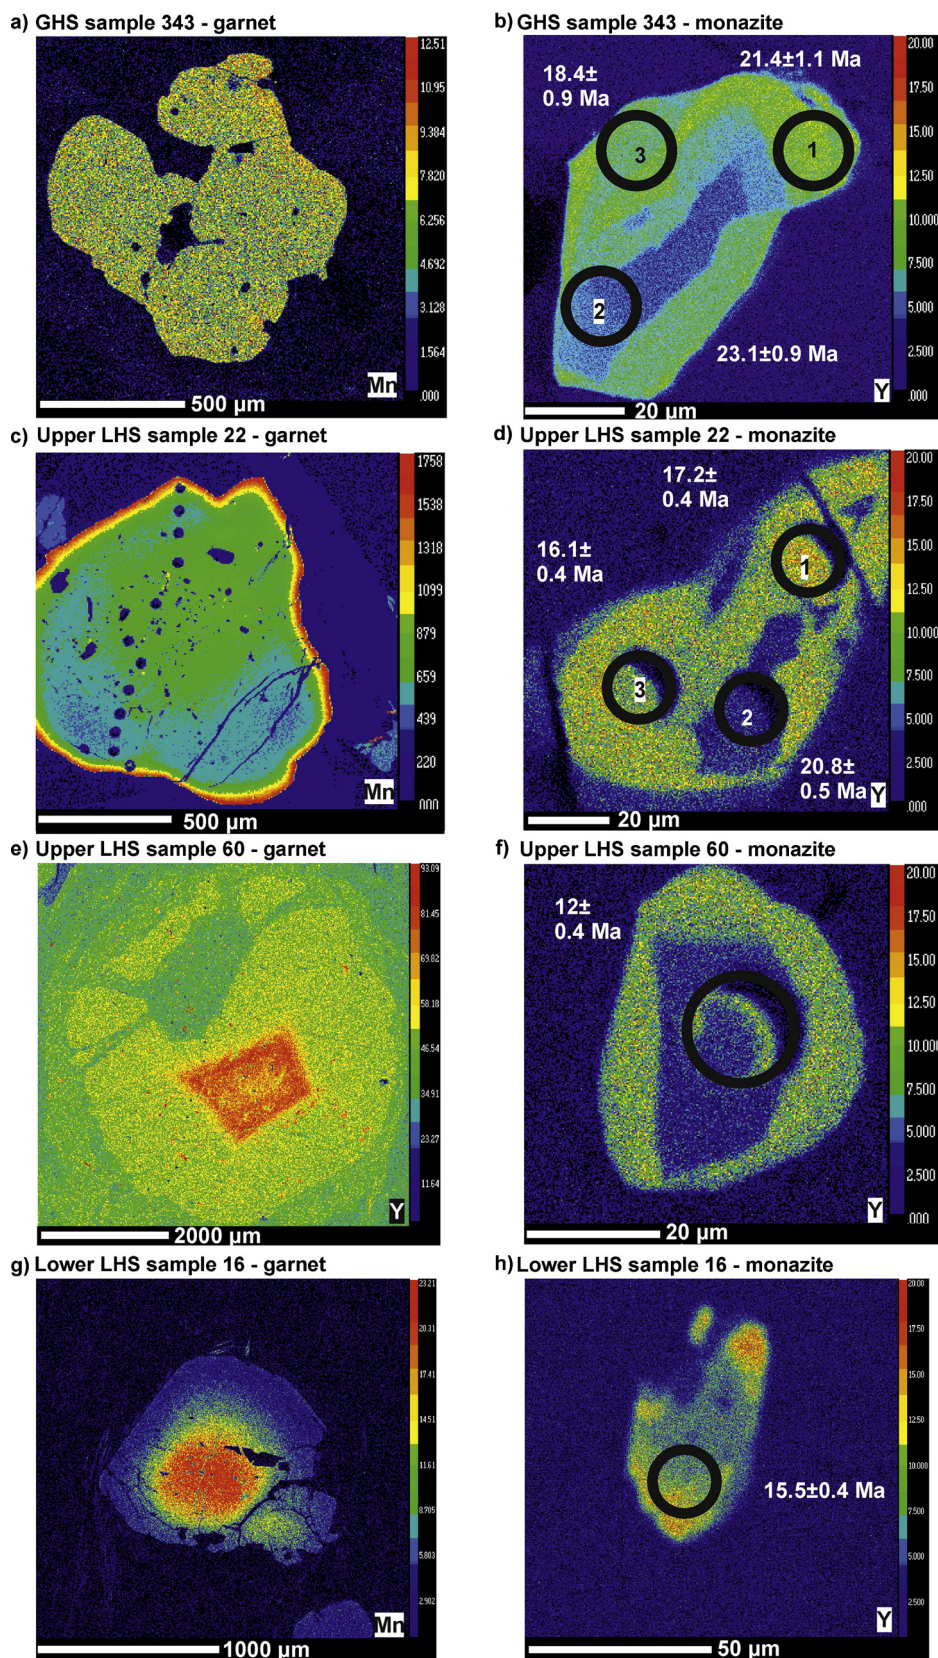 a) GHS sample 343 - garnet
12.51
10.95
9.384
7.820
6.256
4.692
3.128
1.564
.000
Mn
500 µm
b) GHS sample 343 - monazite
18.4±
0.9 Ma
21.4±1.1 Ma
3
1
2
23.1±0.9 Ma
20.00
17.50
15.00
12.50
10.000
7.500
5.000
2.500
.000
Y
20 µm
c) Upper LHS sample 22 - garnet
1758
1538
1318
1099
879
659
439
220
.000
Mn
500 µm
d) Upper LHS sample 22 - monazite
17.2±
0.4 Ma
16.1±
0.4 Ma
1
3
2
20.8±
0.5 Ma
20.00
17.50
15.00
12.50
10.000
7.500
5.000
2.500
.000
Y
20 µm
e) Upper LHS sample 60 - garnet
93.09
81.45
69.82
58.18
46.54
34.91
23.27
11.64
Y
2000 µm
f) Upper LHS sample 60 - monazite
12±
0.4 Ma
20.00
17.50
15.00
12.50
10.000
7.500
5.000
2.500
.000
Y
20 µm
g) Lower LHS sample 16 - garnet
23.21
20.31
17.41
14.51
11.61
8.705
5.803
2.902
Mn
1000 µm
h) Lower LHS sample 16 - monazite
15.5±0.4 Ma
20.00
17.50
15.00
12.50
10.000
7.500
5.000
2.500
Y
50 µm